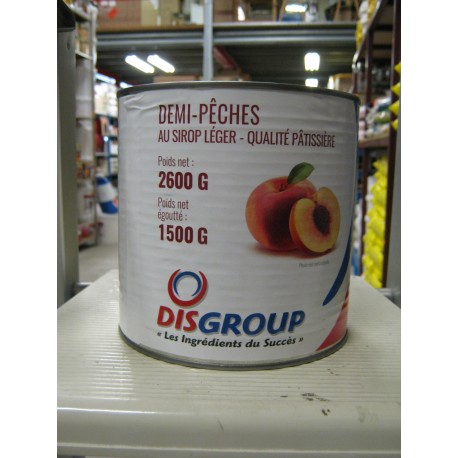 DEMI-PÊCHES
AU SIROP LÉGER - QUALITÉ PÂTISSIÈRE
Poids net :
2600 G
Poids net
égoutté :
1500 G
DISGROUP
« Les Ingrédients du Succès »